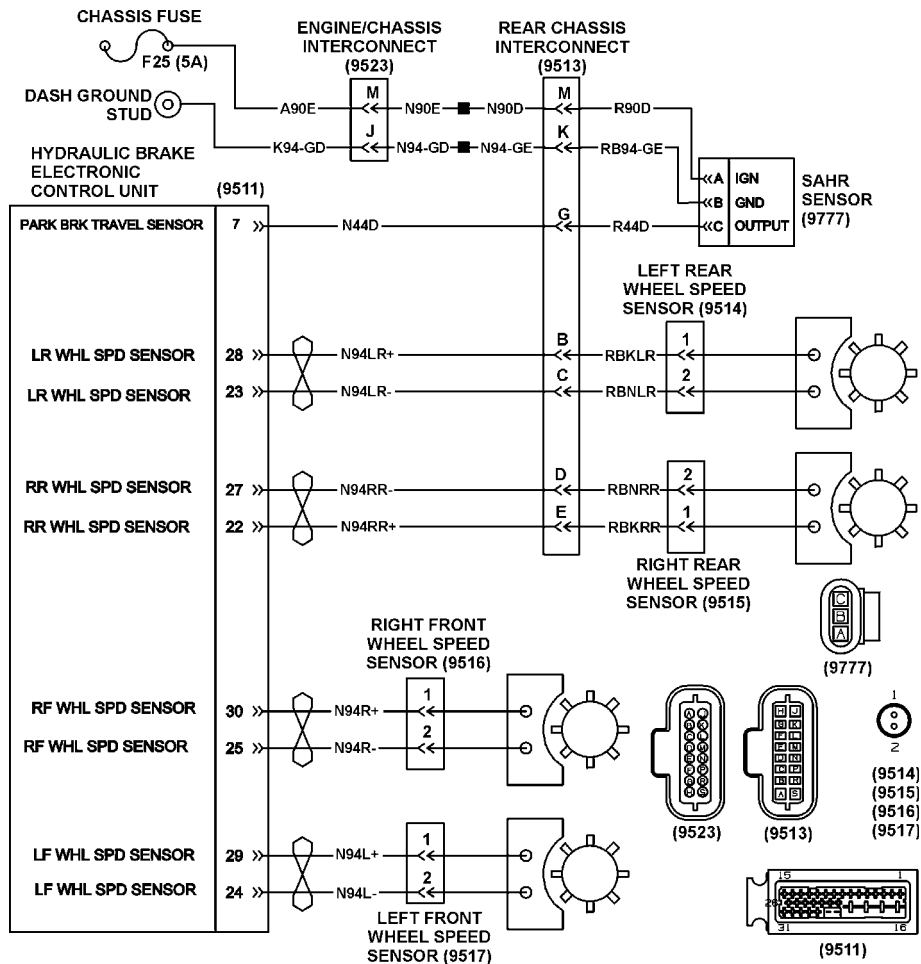 CHASSIS FUSE
F25 (5A)
ENGINE/CHASSIS
INTERCONNECT
(9523)
REAR CHASSIS
INTERCONNECT
(9513)
DASH GROUND
STUD
A90E
M
N90E
N90D
M
R90D
K94-GD
J
N94-GD
N94-GE
K
RB94-GE
HYDRAULIC BRAKE
ELECTRONIC
CONTROL UNIT
(9511)
A IGN
B GND
C OUTPUT
SAHR
SENSOR
(9777)
PARK BRK TRAVEL SENSOR
7
N44D
G
R44D
LEFT REAR
WHEEL SPEED
SENSOR (9514)
LR WHL SPD SENSOR
28
N94LR+
B
RBKLR
1
LR WHL SPD SENSOR
23
N94LR-
C
RBNLR
2
RR WHL SPD SENSOR
27
N94RR-
D
RBNRR
2
RR WHL SPD SENSOR
22
N94RR+
E
RBKRR
1
RIGHT REAR
WHEEL SPEED
SENSOR (9515)
C
B
A
(9777)
RIGHT FRONT
WHEEL SPEED
SENSOR (9516)
RF WHL SPD SENSOR
30
N94R+
1
RF WHL SPD SENSOR
25
N94R-
2
(9523)
(9513)
1
2
(9514)
(9515)
(9516)
(9517)
LF WHL SPD SENSOR
29
N94L+
1
LF WHL SPD SENSOR
24
N94L-
2
LEFT FRONT
WHEEL SPEED
SENSOR (9517)
15
1
31
16
(9511)